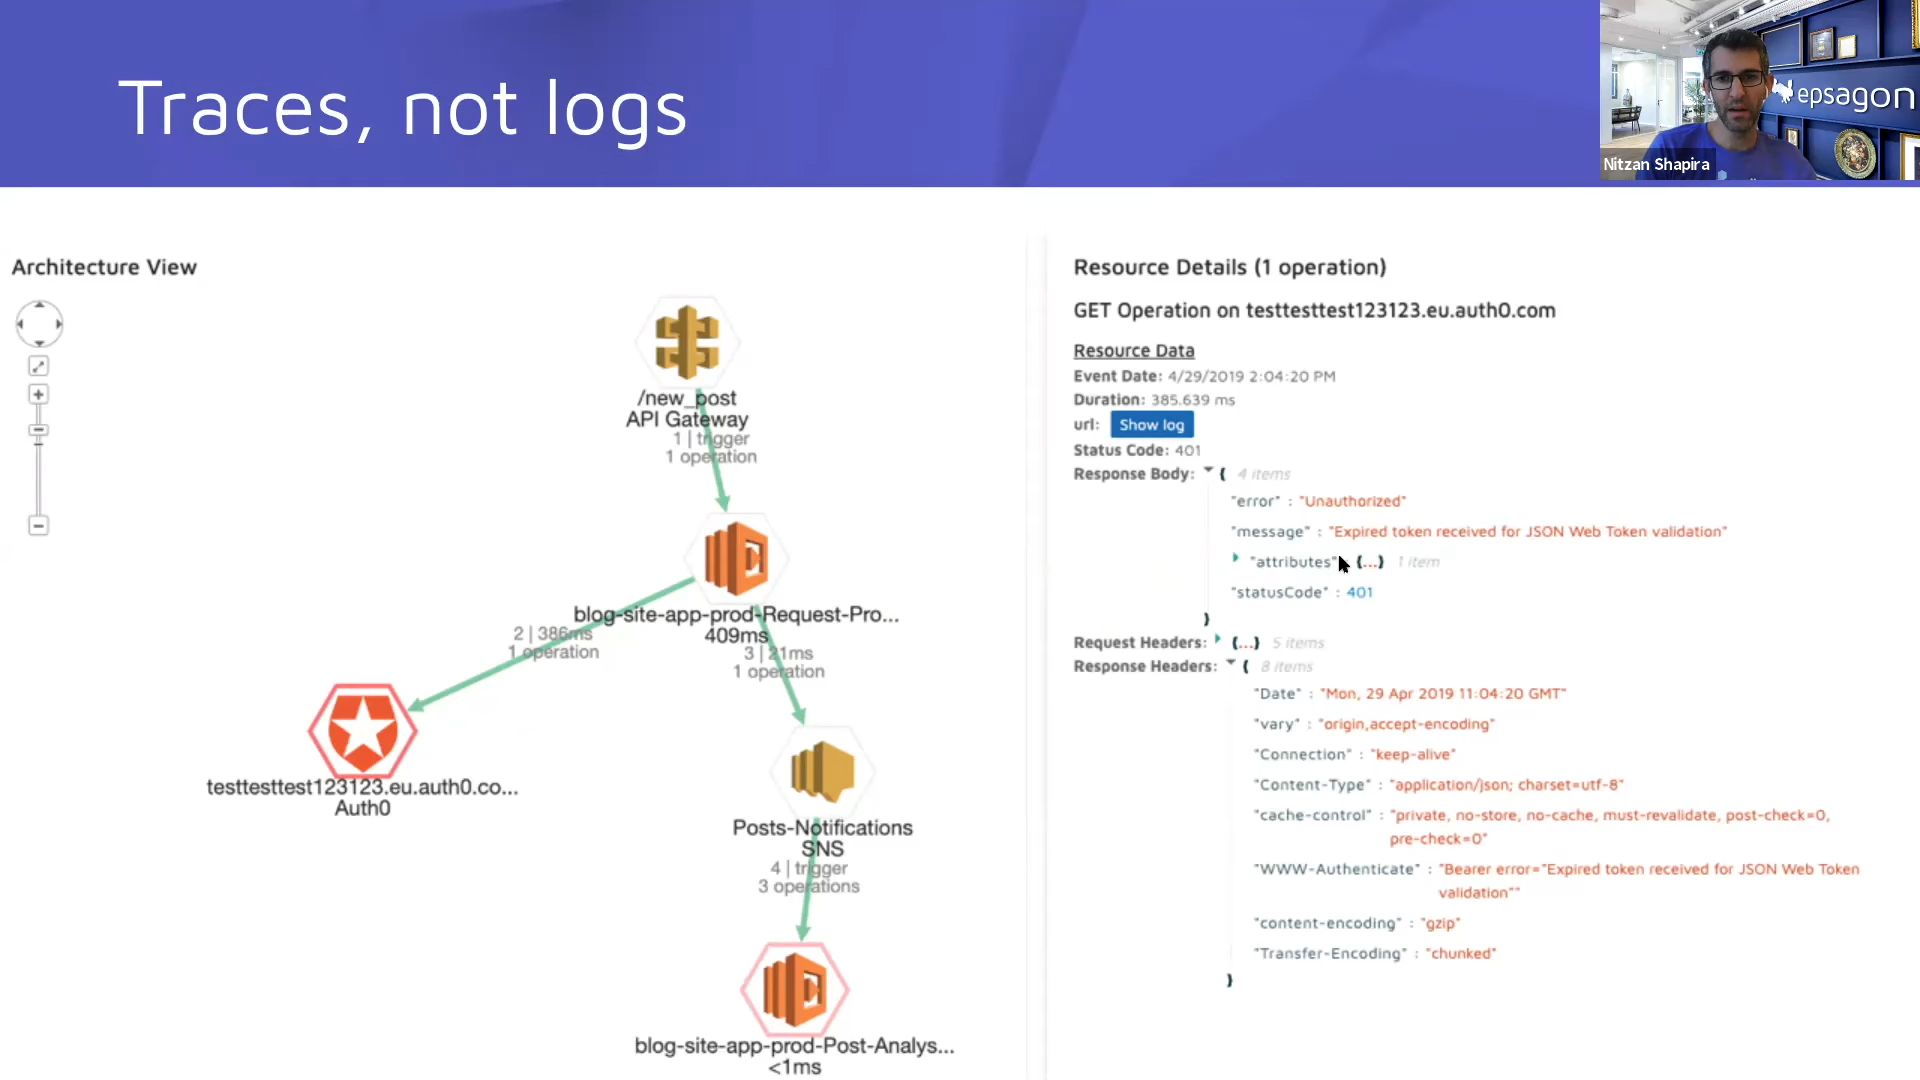 Traces, not logs
epsagon
Nitzan Shapira
Architecture View
/new_post
API Gateway
1 | trigger
1 operation
blog-site-app-prod-Request-Pro...
409ms
2 | 386ms
1 operation
3 | 21ms
1 operation
testtesttest123123.eu.auth0.co...
Auth0
Posts-Notifications
SNS
4 | trigger
3 operations
blog-site-app-prod-Post-Analys...
<1ms
Resource Details (1 operation)
GET Operation on testtesttest123123.eu.auth0.com
Resource Data
Event Date: 4/29/2019 2:04:20 PM
Duration: 385.639 ms
url: Show log
Status Code: 401
Response Body: { 4 items
"error" : "Unauthorized"
"message" : "Expired token received for JSON Web Token validation"
"attributes" {...} 1 item
"statusCode" : 401
}
Request Headers: {...} 5 items
Response Headers: { 8 items
"Date" : "Mon, 29 Apr 2019 11:04:20 GMT"
"vary" : "origin,accept-encoding"
"Connection" : "keep-alive"
"Content-Type" : "application/json; charset=utf-8"
"cache-control" : "private, no-store, no-cache, must-revalidate, post-check=0,
pre-check=0"
"WWW-Authenticate" : "Bearer error="Expired token received for JSON Web Token
validation""
"content-encoding" : "gzip"
"Transfer-Encoding" : "chunked"
}